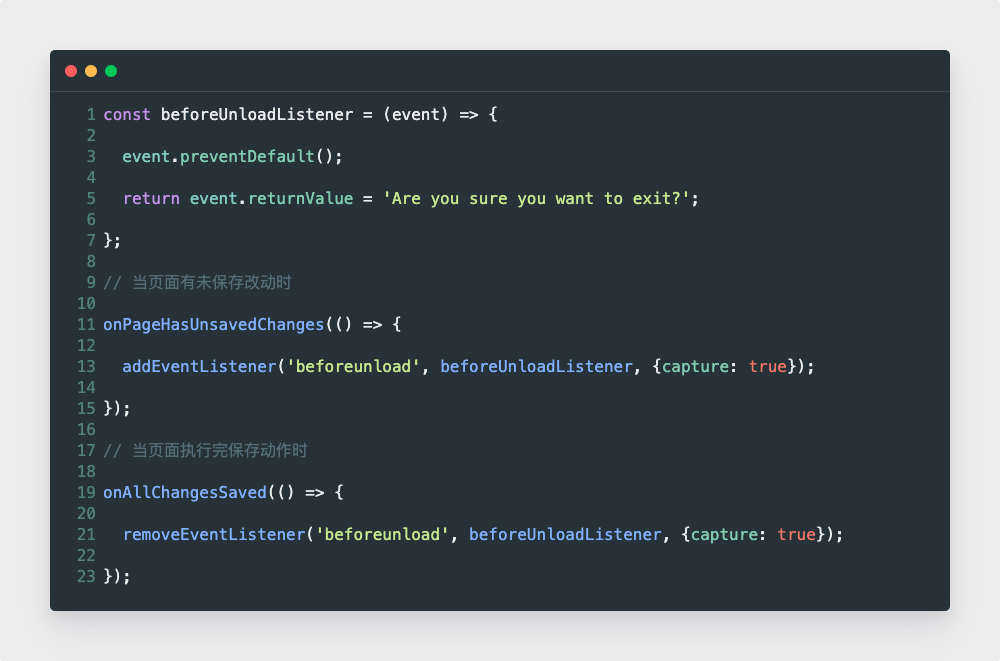 1 const beforeUnloadListener = (event) => {
2
3   event.preventDefault();
4
5   return event.returnValue = 'Are you sure you want to exit?';
6
7 };
8
9 // 当页面有未保存改动时
10
11 onPageHasUnsavedChanges(() => {
12
13   addEventListener('beforeunload', beforeUnloadListener, {capture: true});
14
15 });
16
17 // 当页面执行完保存动作时
18
19 onAllChangesSaved(() => {
20
21   removeEventListener('beforeunload', beforeUnloadListener, {capture: true});
22
23 });